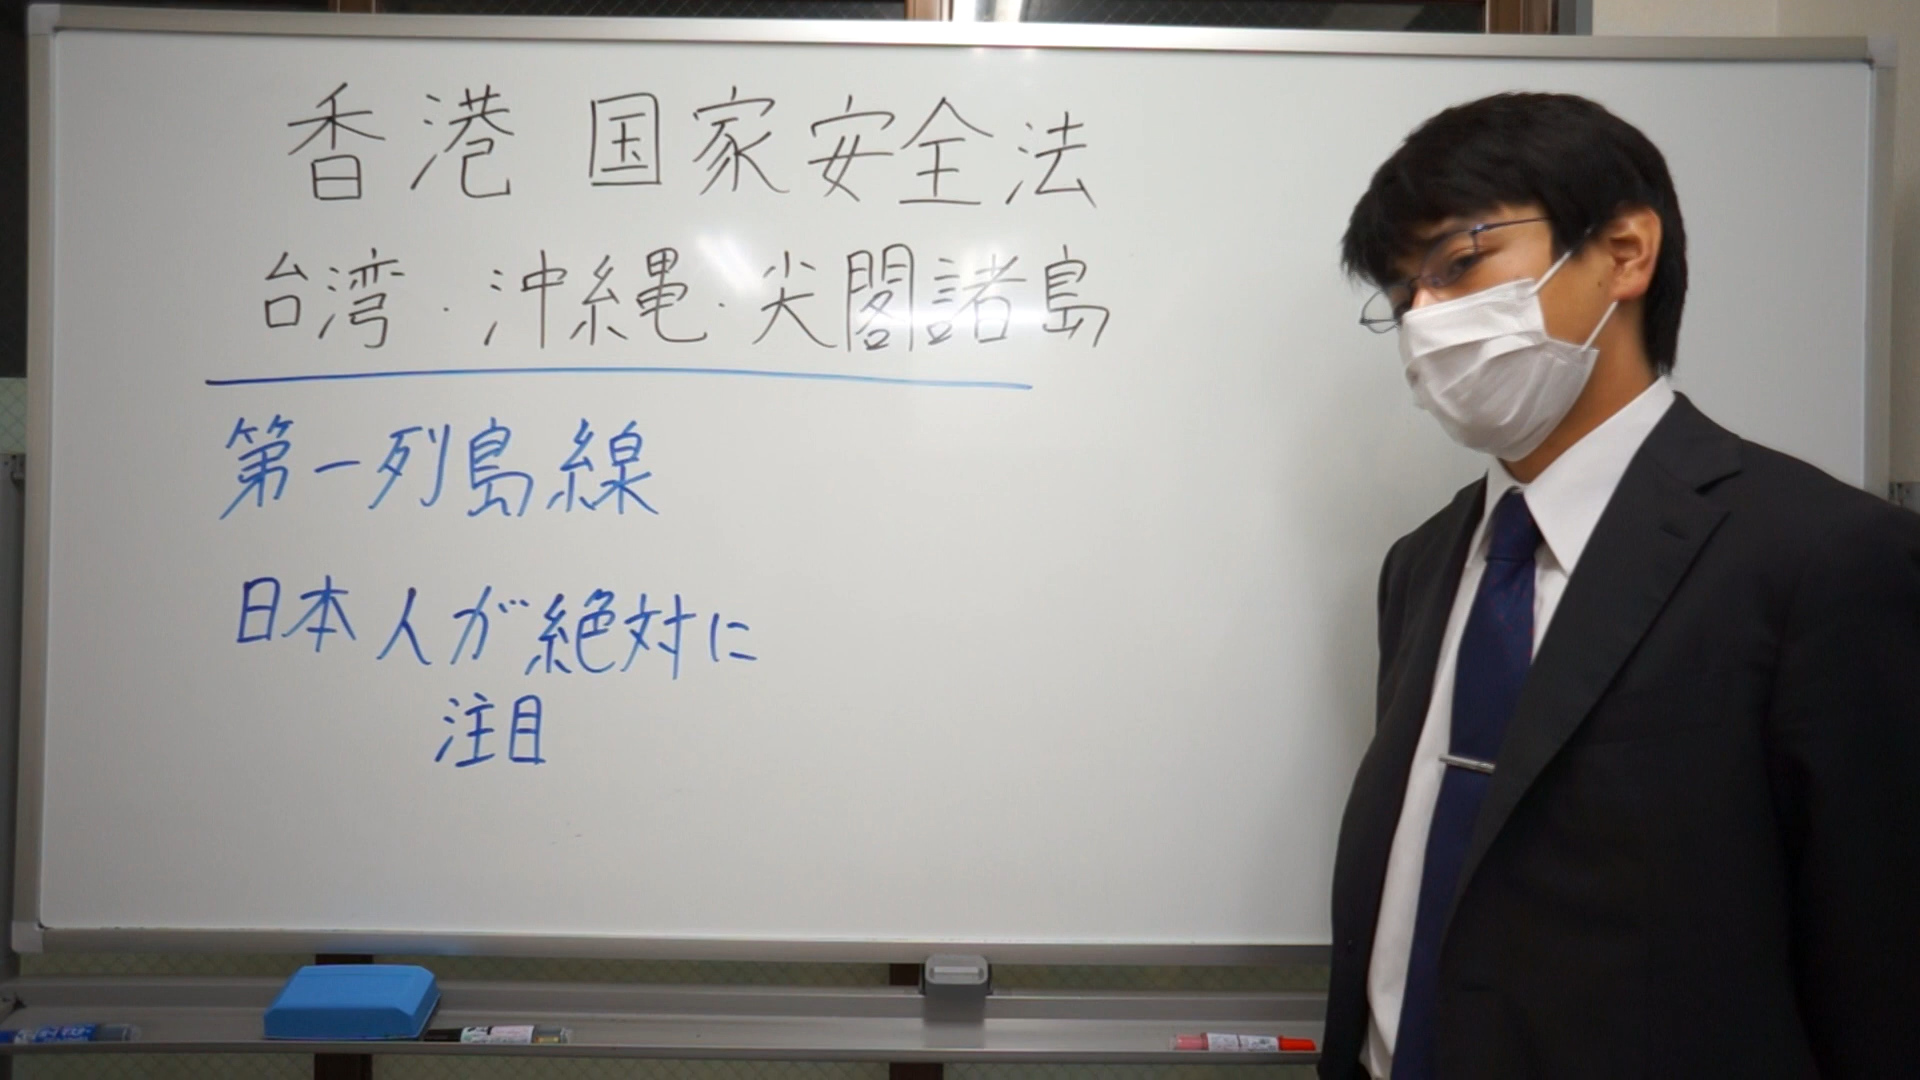 香港 国家安全法
台湾・沖縄・尖閣諸島
第一列島線
日本人が絶対に
注目